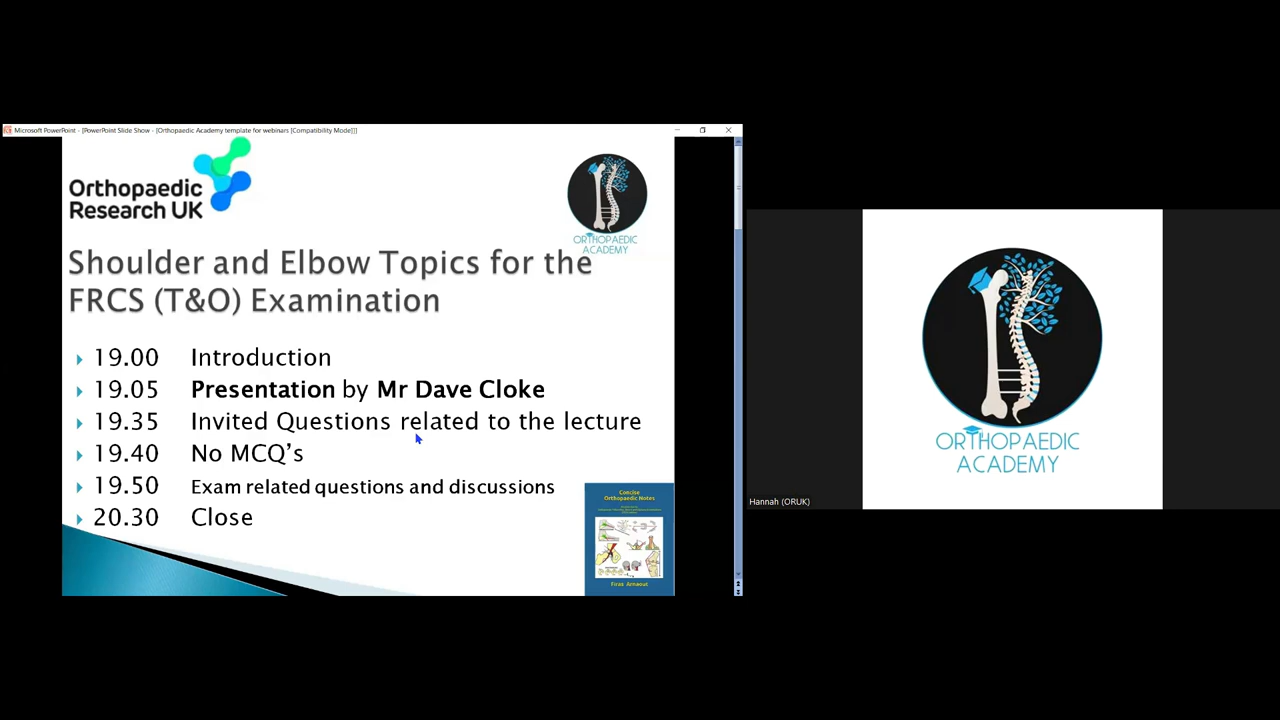 Microsoft PowerPoint - [PowerPoint Slide Show - [Orthopaedic Academy template for webinars [Compatibility Mode]]]
Orthopaedic
Research UK
ORTHOPAEDIC
ACADEMY
Shoulder and Elbow Topics for the
FRCS (T&O) Examination
19.00 Introduction
19.05 Presentation by Mr Dave Cloke
19.35 Invited Questions related to the lecture
19.40 No MCQ's
19.50 Exam related questions and discussions
20.30 Close
Concise
Orthopaedic Notes
Firas Arnaout
ORTHOPAEDIC
ACADEMY
Hannah (ORUK)